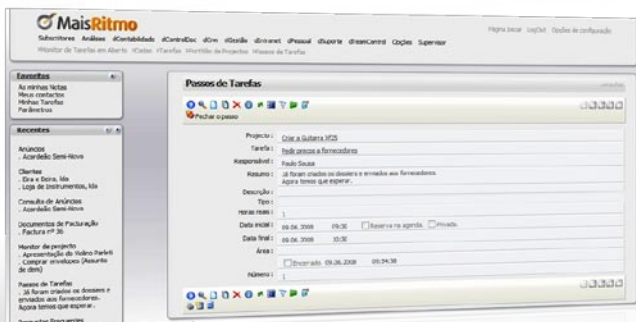 MaisRitmo
Página Inicial LogOut Opções de configuração
Subscritores Análises dContabilidade dControlDoc dCrm dGestão dIntranet dPessoal dSuporte dTeamControl Opções Supervisor
Monitor de Tarefas em Aberto Tarefas Portfólio de Projectos Passos de Tarefas
Favoritos
As minhas Notas
Meus contactos
Minhas Tarefas
Parâmetros
Recentes
Anúncios
. Acordeão Semi-Novo
Clientes
. Eira e Beira, lda
. Loja de Instrumentos, lda
Consulta de Anúncios
. Acordeão Semi-Novo
Documentos de Facturação
. Factura nº 36
Monitor de projecto
. Apresentação do Violino Parlatti
. Comprar envelopes (Assunto
de dem)
Passos de Tarefas
. Já foram criados os dossiers e
enviados aos fornecedores.
Agora temos que esperar.
Perguntas Frequentes
Passos de Tarefas
Fechar o passo
Projecto : Criar a Guitarra XF25
Tarefa : Pedir preços a fornecedores
Responsável : Paulo Sousa
Resumo : Já foram criados os dossiers e enviados aos fornecedores.
Agora temos que esperar.
Descrição :
Tipo :
Horas reais : 1
Data inicial : 09.06.2008 09:30 Reserva na agenda. Privada.
Data final : 09.06.2008 10:30
Área :
Encerrado. 09.06.2008 09:54:38
Número : 1